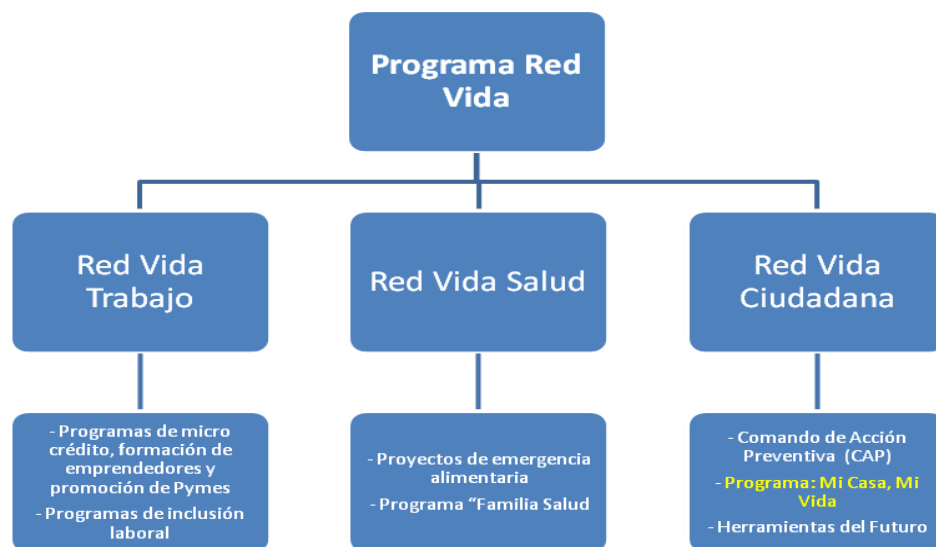 Programa Red
Vida
Red Vida
Trabajo
Red Vida Salud
Red Vida
Ciudadana
- Programas de micro
crédito, formación de
emprendedores y
promoción de Pymes
- Programas de inclusión
laboral
- Proyectos de emergencia
alimentaria
- Programa “Familia Salud
- Comando de Acción
Preventiva (CAP)
- Programa: Mi Casa, Mi
Vida
- Herramientas del Futuro